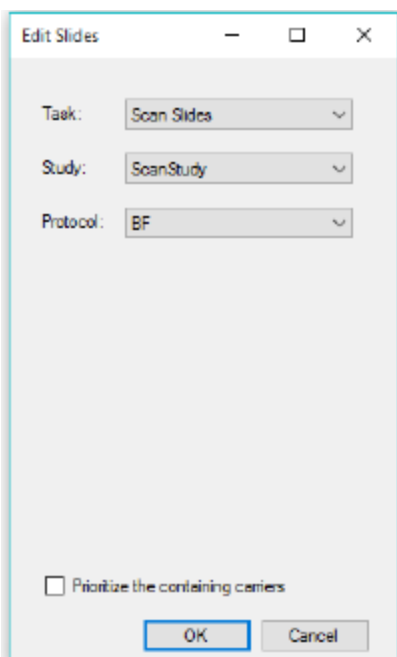 Edit Slides
Task: Scan Slides
Study: ScanStudy
Protocol: BF
Prioritize the containing carriers
OK Cancel